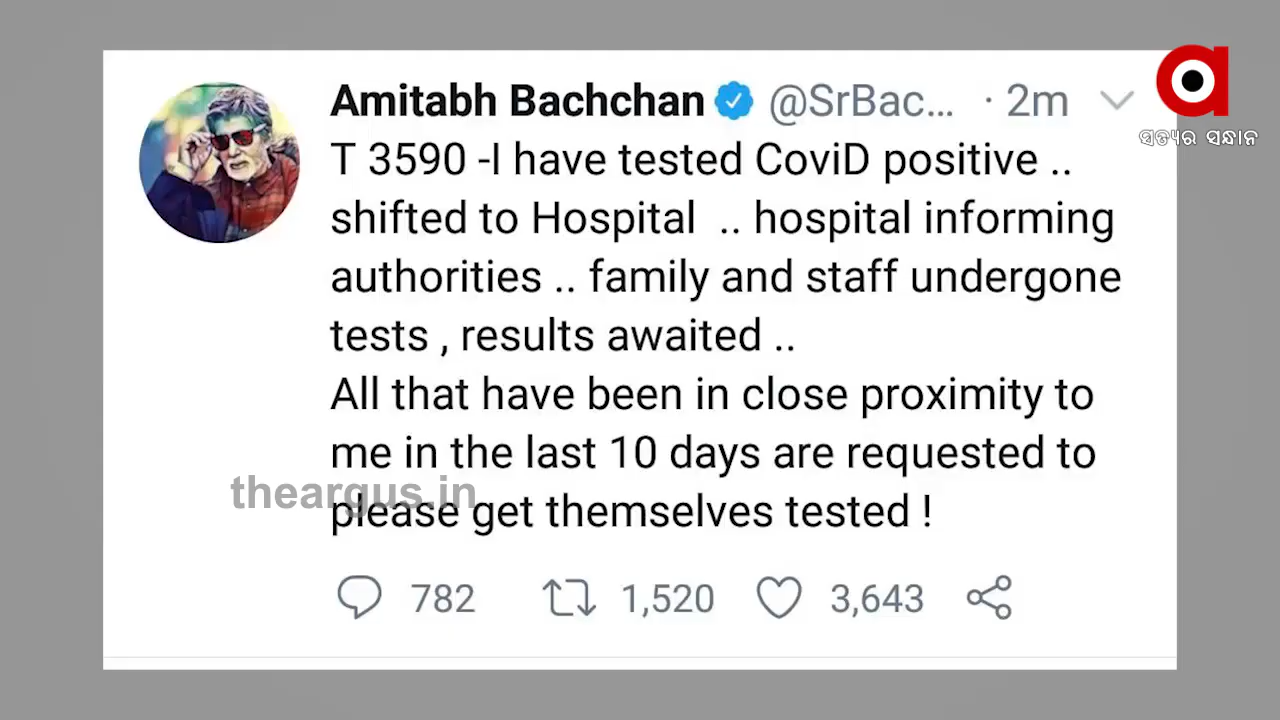 Amitabh Bachchan @SrBac... · 2m
T 3590 -I have tested CoviD positive ..
shifted to Hospital .. hospital informing
authorities .. family and staff undergone
tests , results awaited ..
All that have been in close proximity to
me in the last 10 days are requested to
please get themselves tested !
782 1,520 3,643
theargus.in
a
ସତ୍ୟର ସନ୍ଧାନ